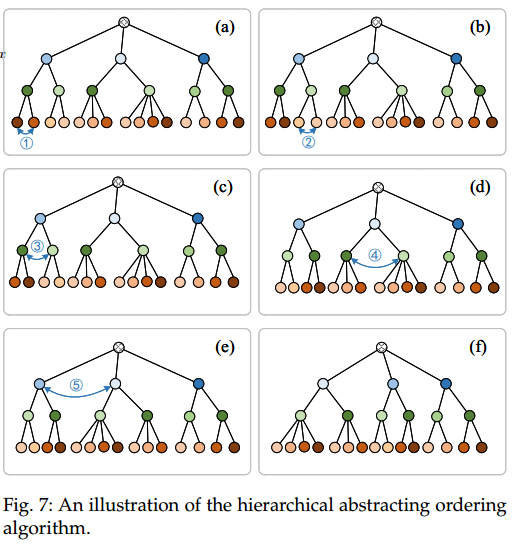 x
(a)
(b)
①
②
(c)
(d)
③
④
(e)
(f)
⑤
Fig. 7: An illustration of the hierarchical abstracting ordering
algorithm.